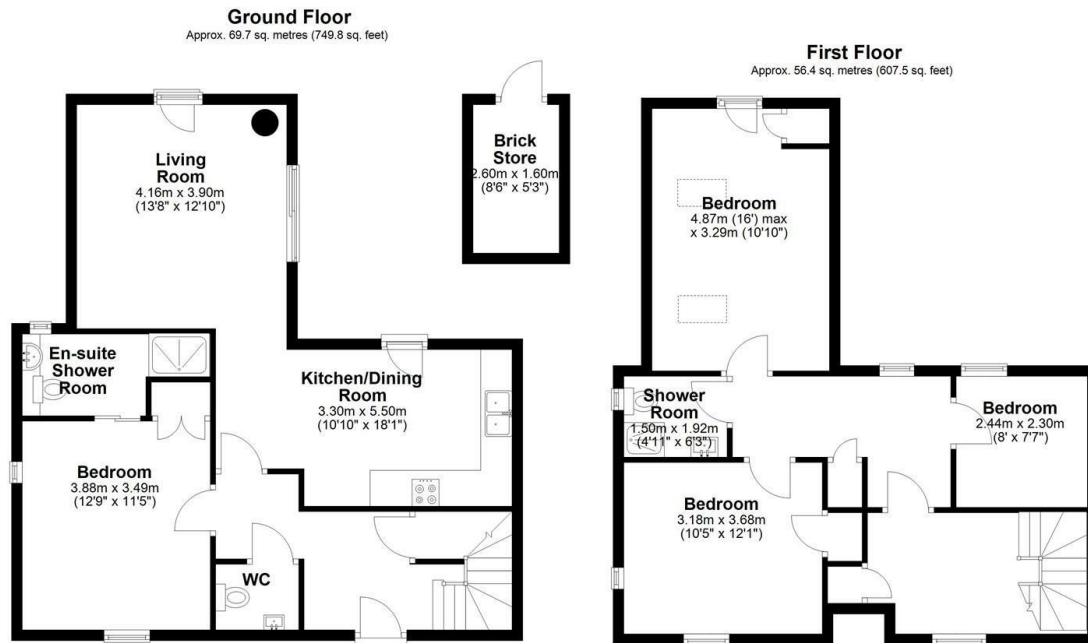 Ground Floor
Approx. 69.7 sq. metres (749.8 sq. feet)
Living
Room
4.16m x 3.90m
(13'8" x 12'10")
Brick
Store
2.60m x 1.60m
(8'6" x 5'3")
En-suite
Shower
Room
Kitchen/Dining
Room
3.30m x 5.50m
(10'10" x 18'1")
Bedroom
3.88m x 3.49m
(12'9" x 11'5")
WC
First Floor
Approx. 56.4 sq. metres (607.5 sq. feet)
Bedroom
4.87m (16') max
x 3.29m (10'10")
Shower
Room
1.50m x 1.92m
(4'11" x 6'3")
Bedroom
2.44m x 2.30m
(8' x 7'7")
Bedroom
3.18m x 3.68m
(10'5" x 12'1")